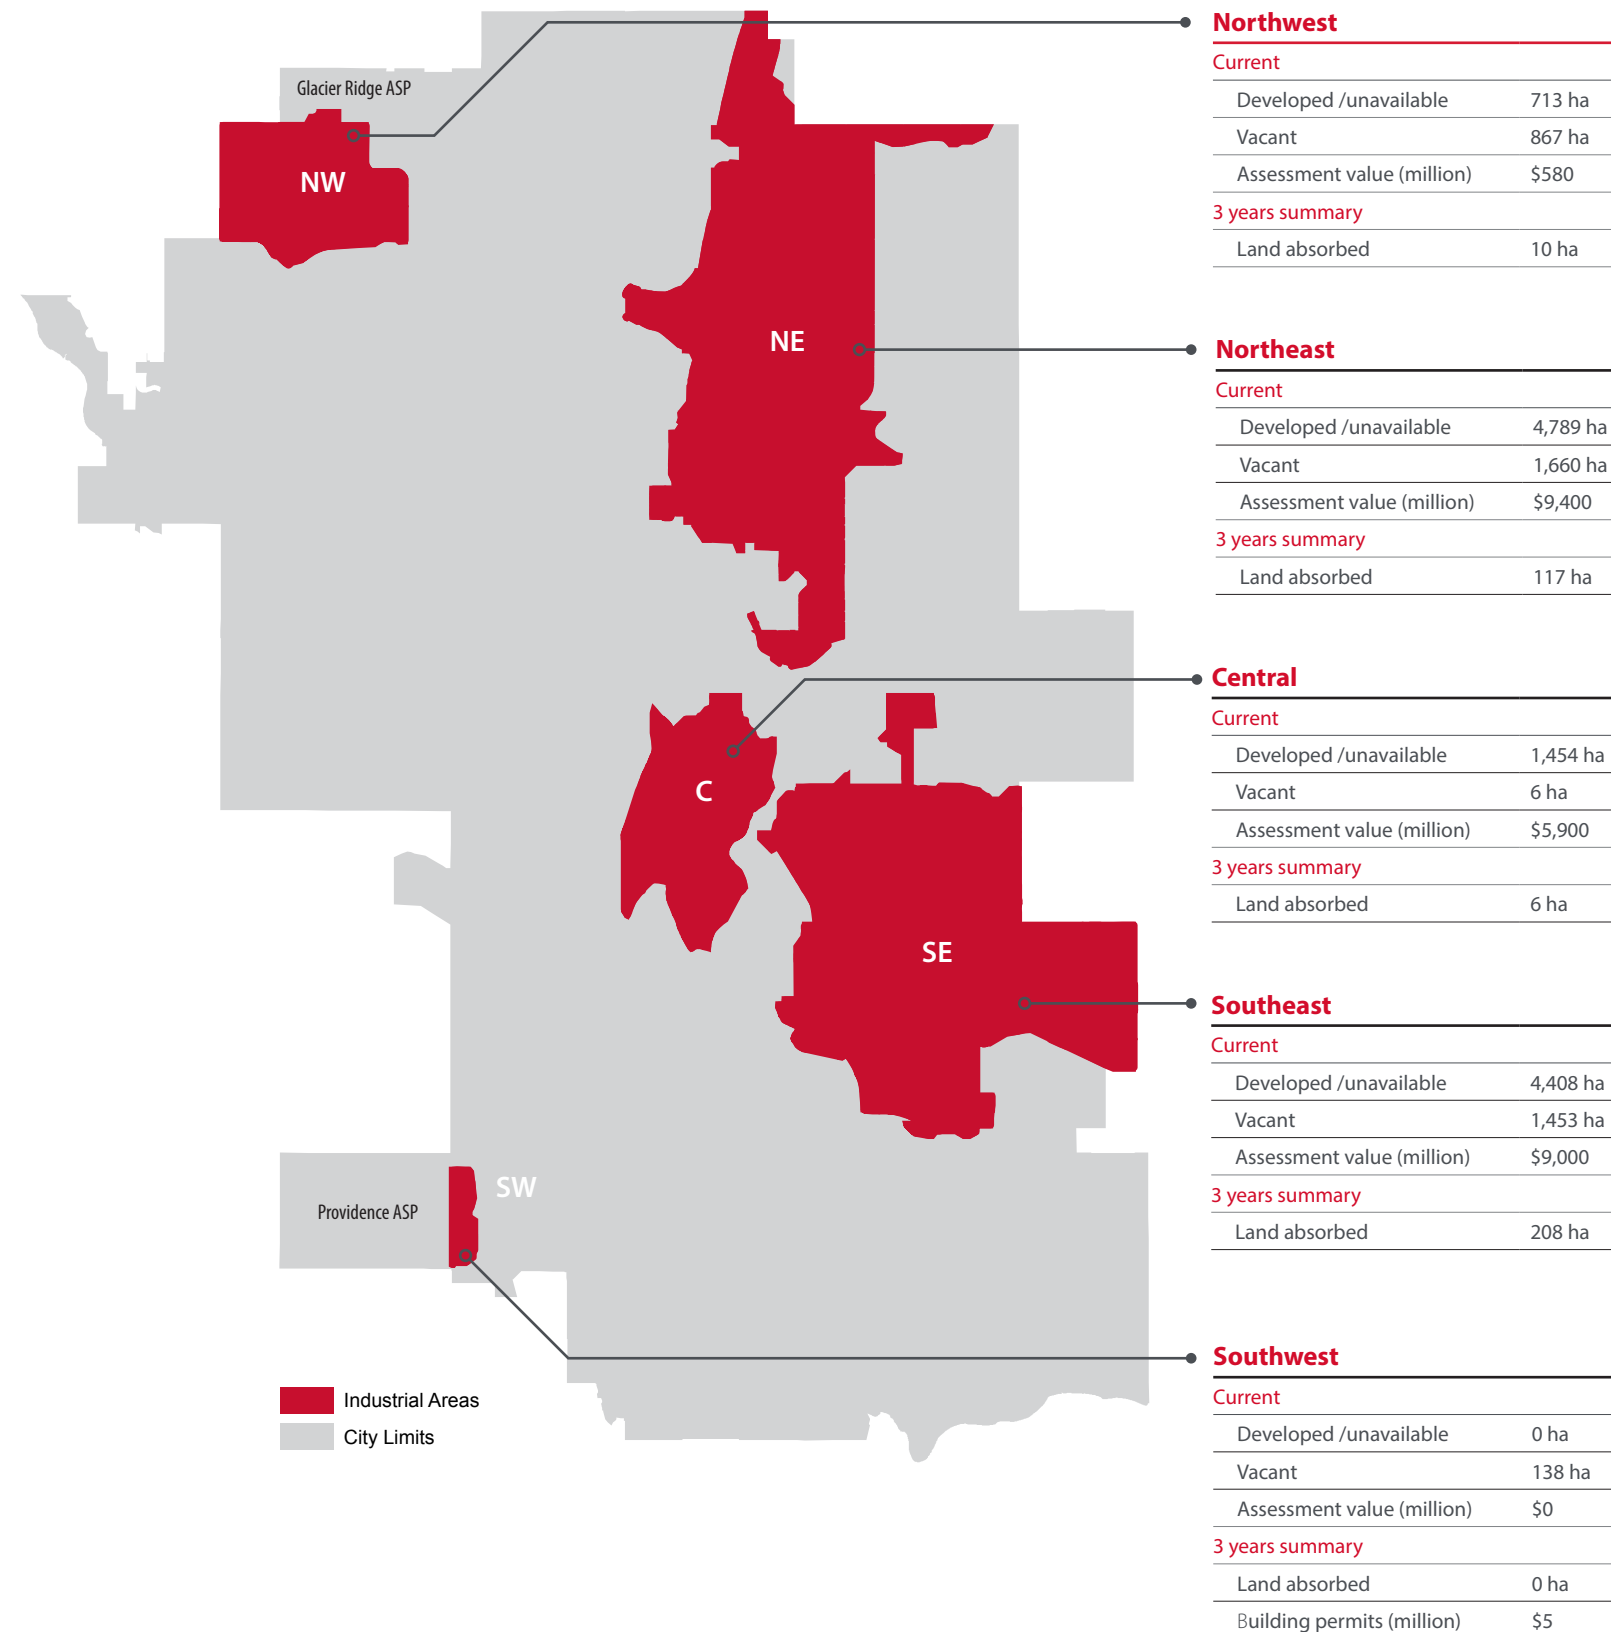 Glacier Ridge ASP
NW
NE
C
SE
SW
Providence ASP
Industrial Areas
City Limits
Northwest
Current
Developed /unavailable 713 ha
Vacant 867 ha
Assessment value (million) $580
3 years summary
Land absorbed 10 ha
Northeast
Current
Developed /unavailable 4,789 ha
Vacant 1,660 ha
Assessment value (million) $9,400
3 years summary
Land absorbed 117 ha
Central
Current
Developed /unavailable 1,454 ha
Vacant 6 ha
Assessment value (million) $5,900
3 years summary
Land absorbed 6 ha
Southeast
Current
Developed /unavailable 4,408 ha
Vacant 1,453 ha
Assessment value (million) $9,000
3 years summary
Land absorbed 208 ha
Southwest
Current
Developed /unavailable 0 ha
Vacant 138 ha
Assessment value (million) $0
3 years summary
Land absorbed 0 ha
Building permits (million) $5